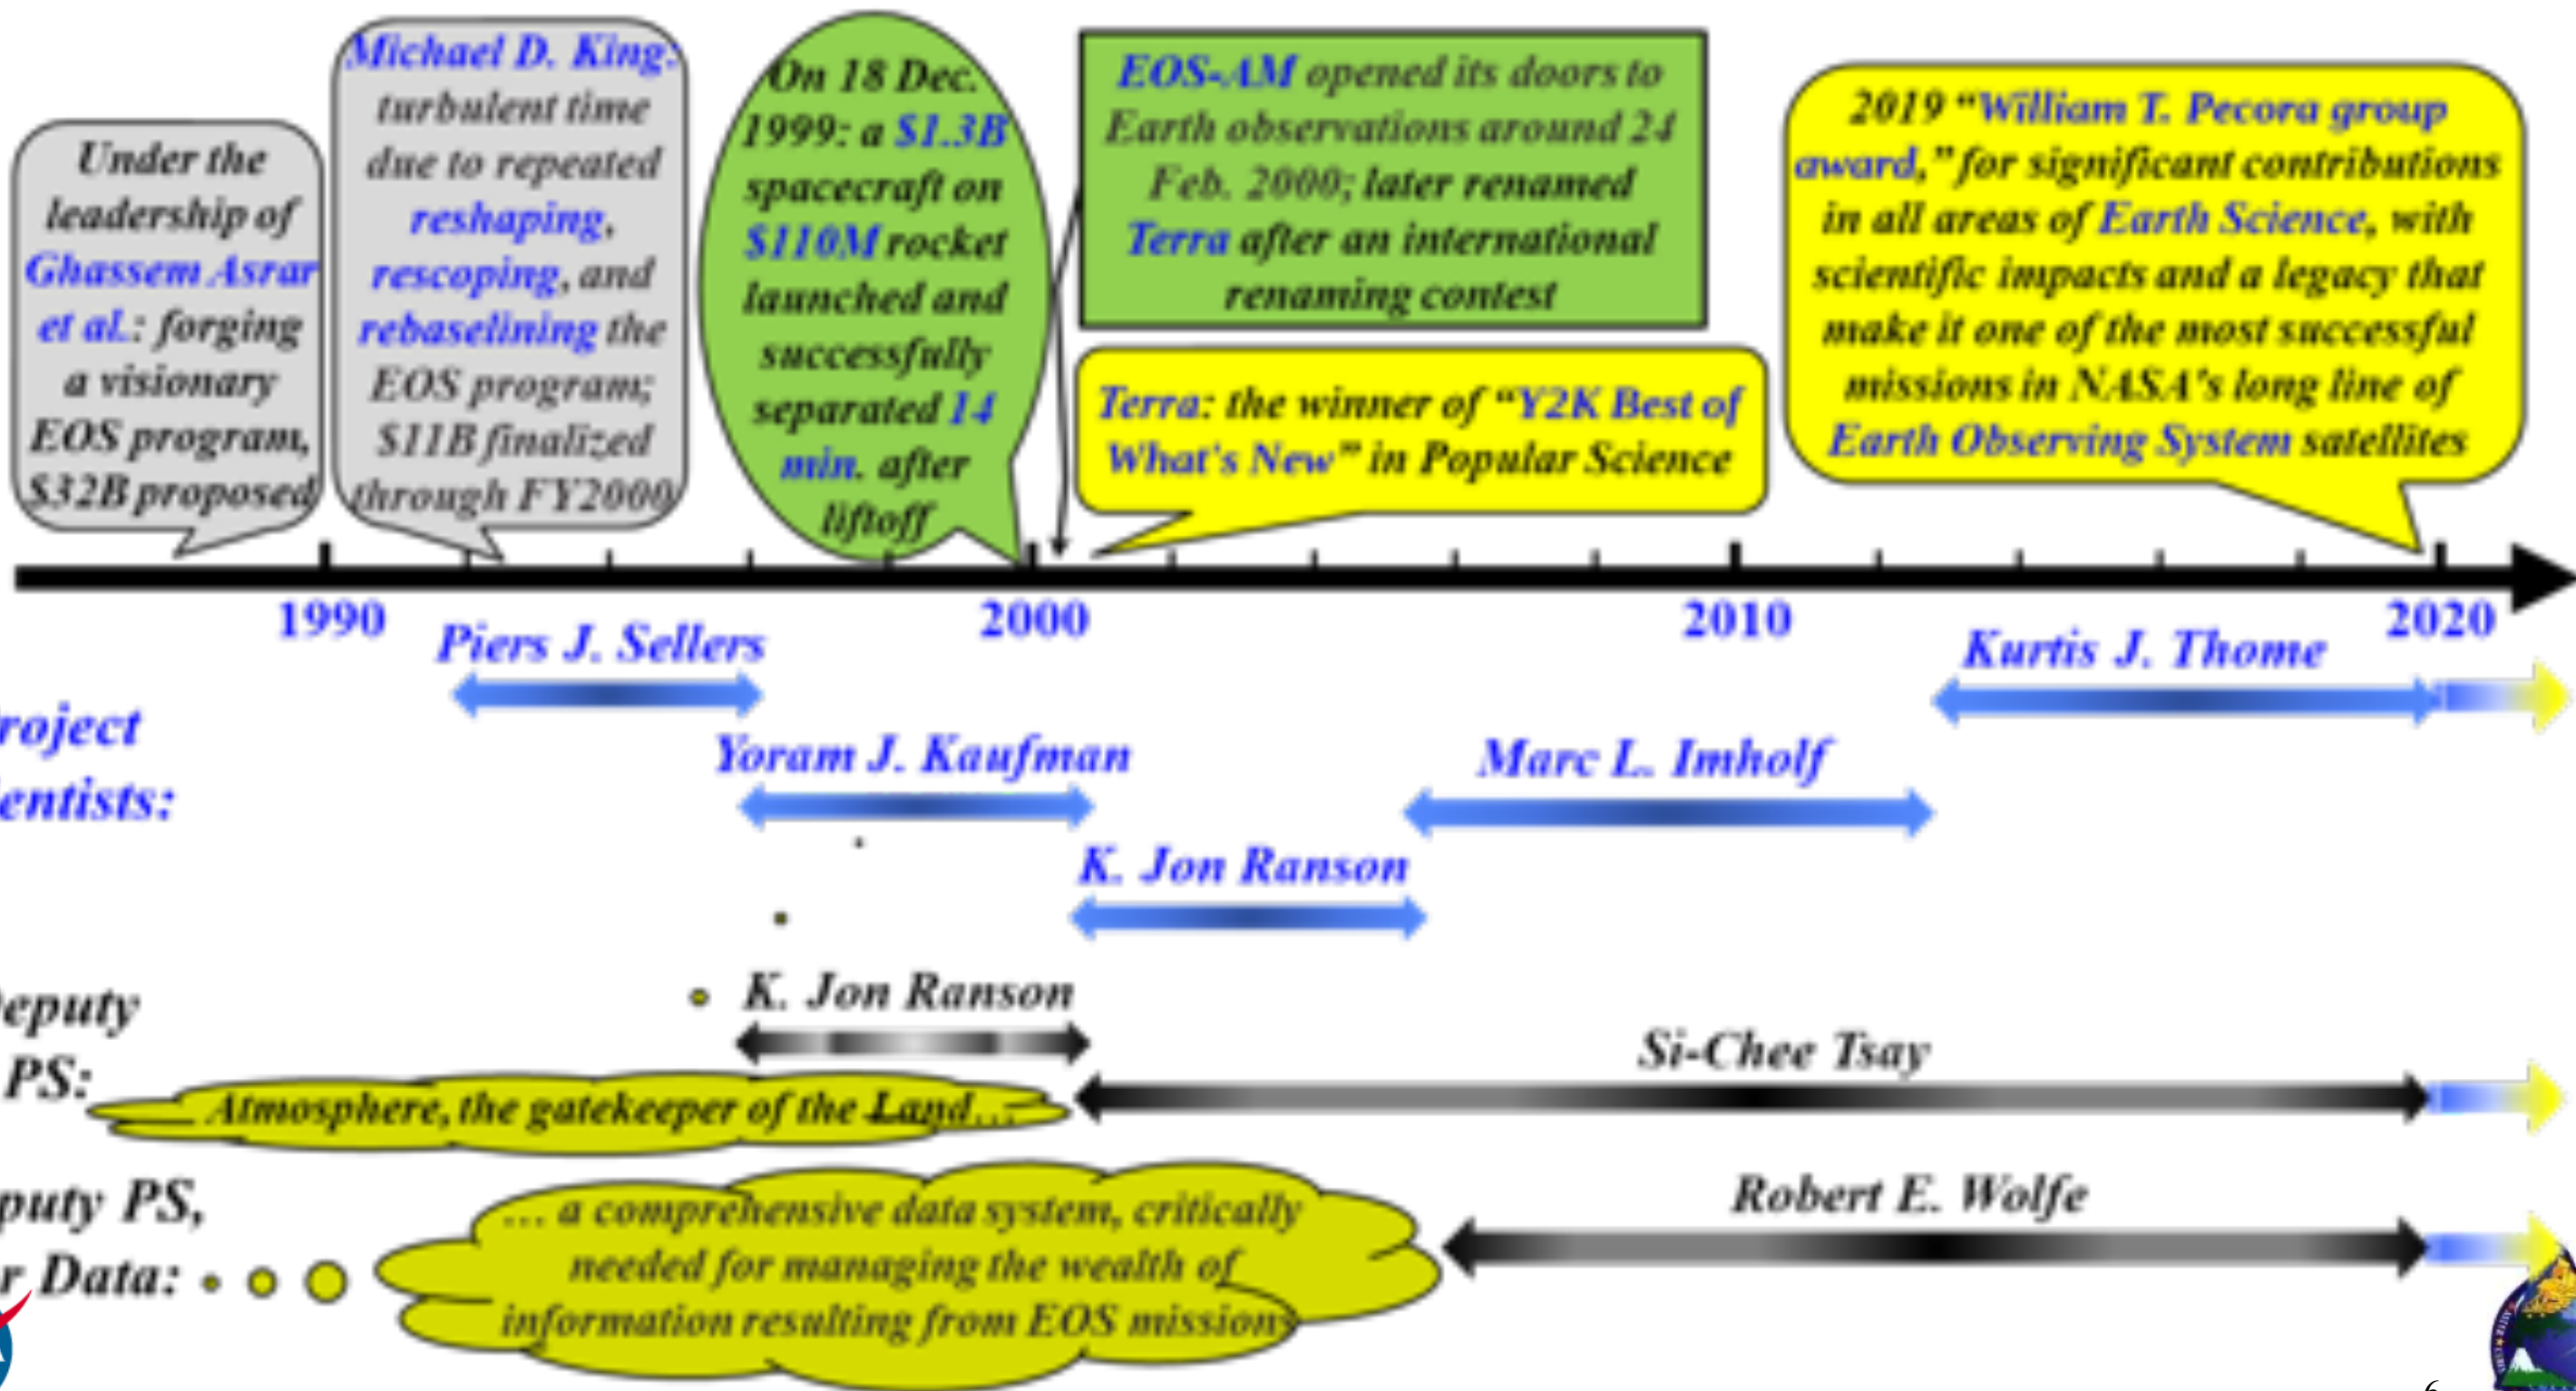 Under the
leadership of
Ghassem Asrar
et al.: forging
a visionary
EOS program,
$32B proposed
Michael D. King:
turbulent time
due to repeated
reshaping,
rescoping, and
rebaselining the
EOS program;
$11B finalized
through FY2000
On 18 Dec.
1999: a $1.3B
spacecraft on
$110M rocket
launched and
successfully
separated 14
min. after
liftoff
EOS-AM opened its doors to
Earth observations around 24
Feb. 2000; later renamed
Terra after an international
renaming contest
Terra: the winner of “Y2K Best of
What's New” in Popular Science
2019 “William T. Pecora group
award,” for significant contributions
in all areas of Earth Science, with
scientific impacts and a legacy that
make it one of the most successful
missions in NASA's long line of
Earth Observing System satellites
1990 2000 2010 2020
Piers J. Sellers
Kurtis J. Thome
roject
entists:
Yoram J. Kaufman
Marc L. Imholf
K. Jon Ranson
eputy
PS:
K. Jon Ranson
Si-Chee Tsay
Atmosphere, the gatekeeper of the Land...
puty PS,
r Data:
... a comprehensive data system, critically
needed for managing the wealth of
information resulting from EOS mission
Robert E. Wolfe